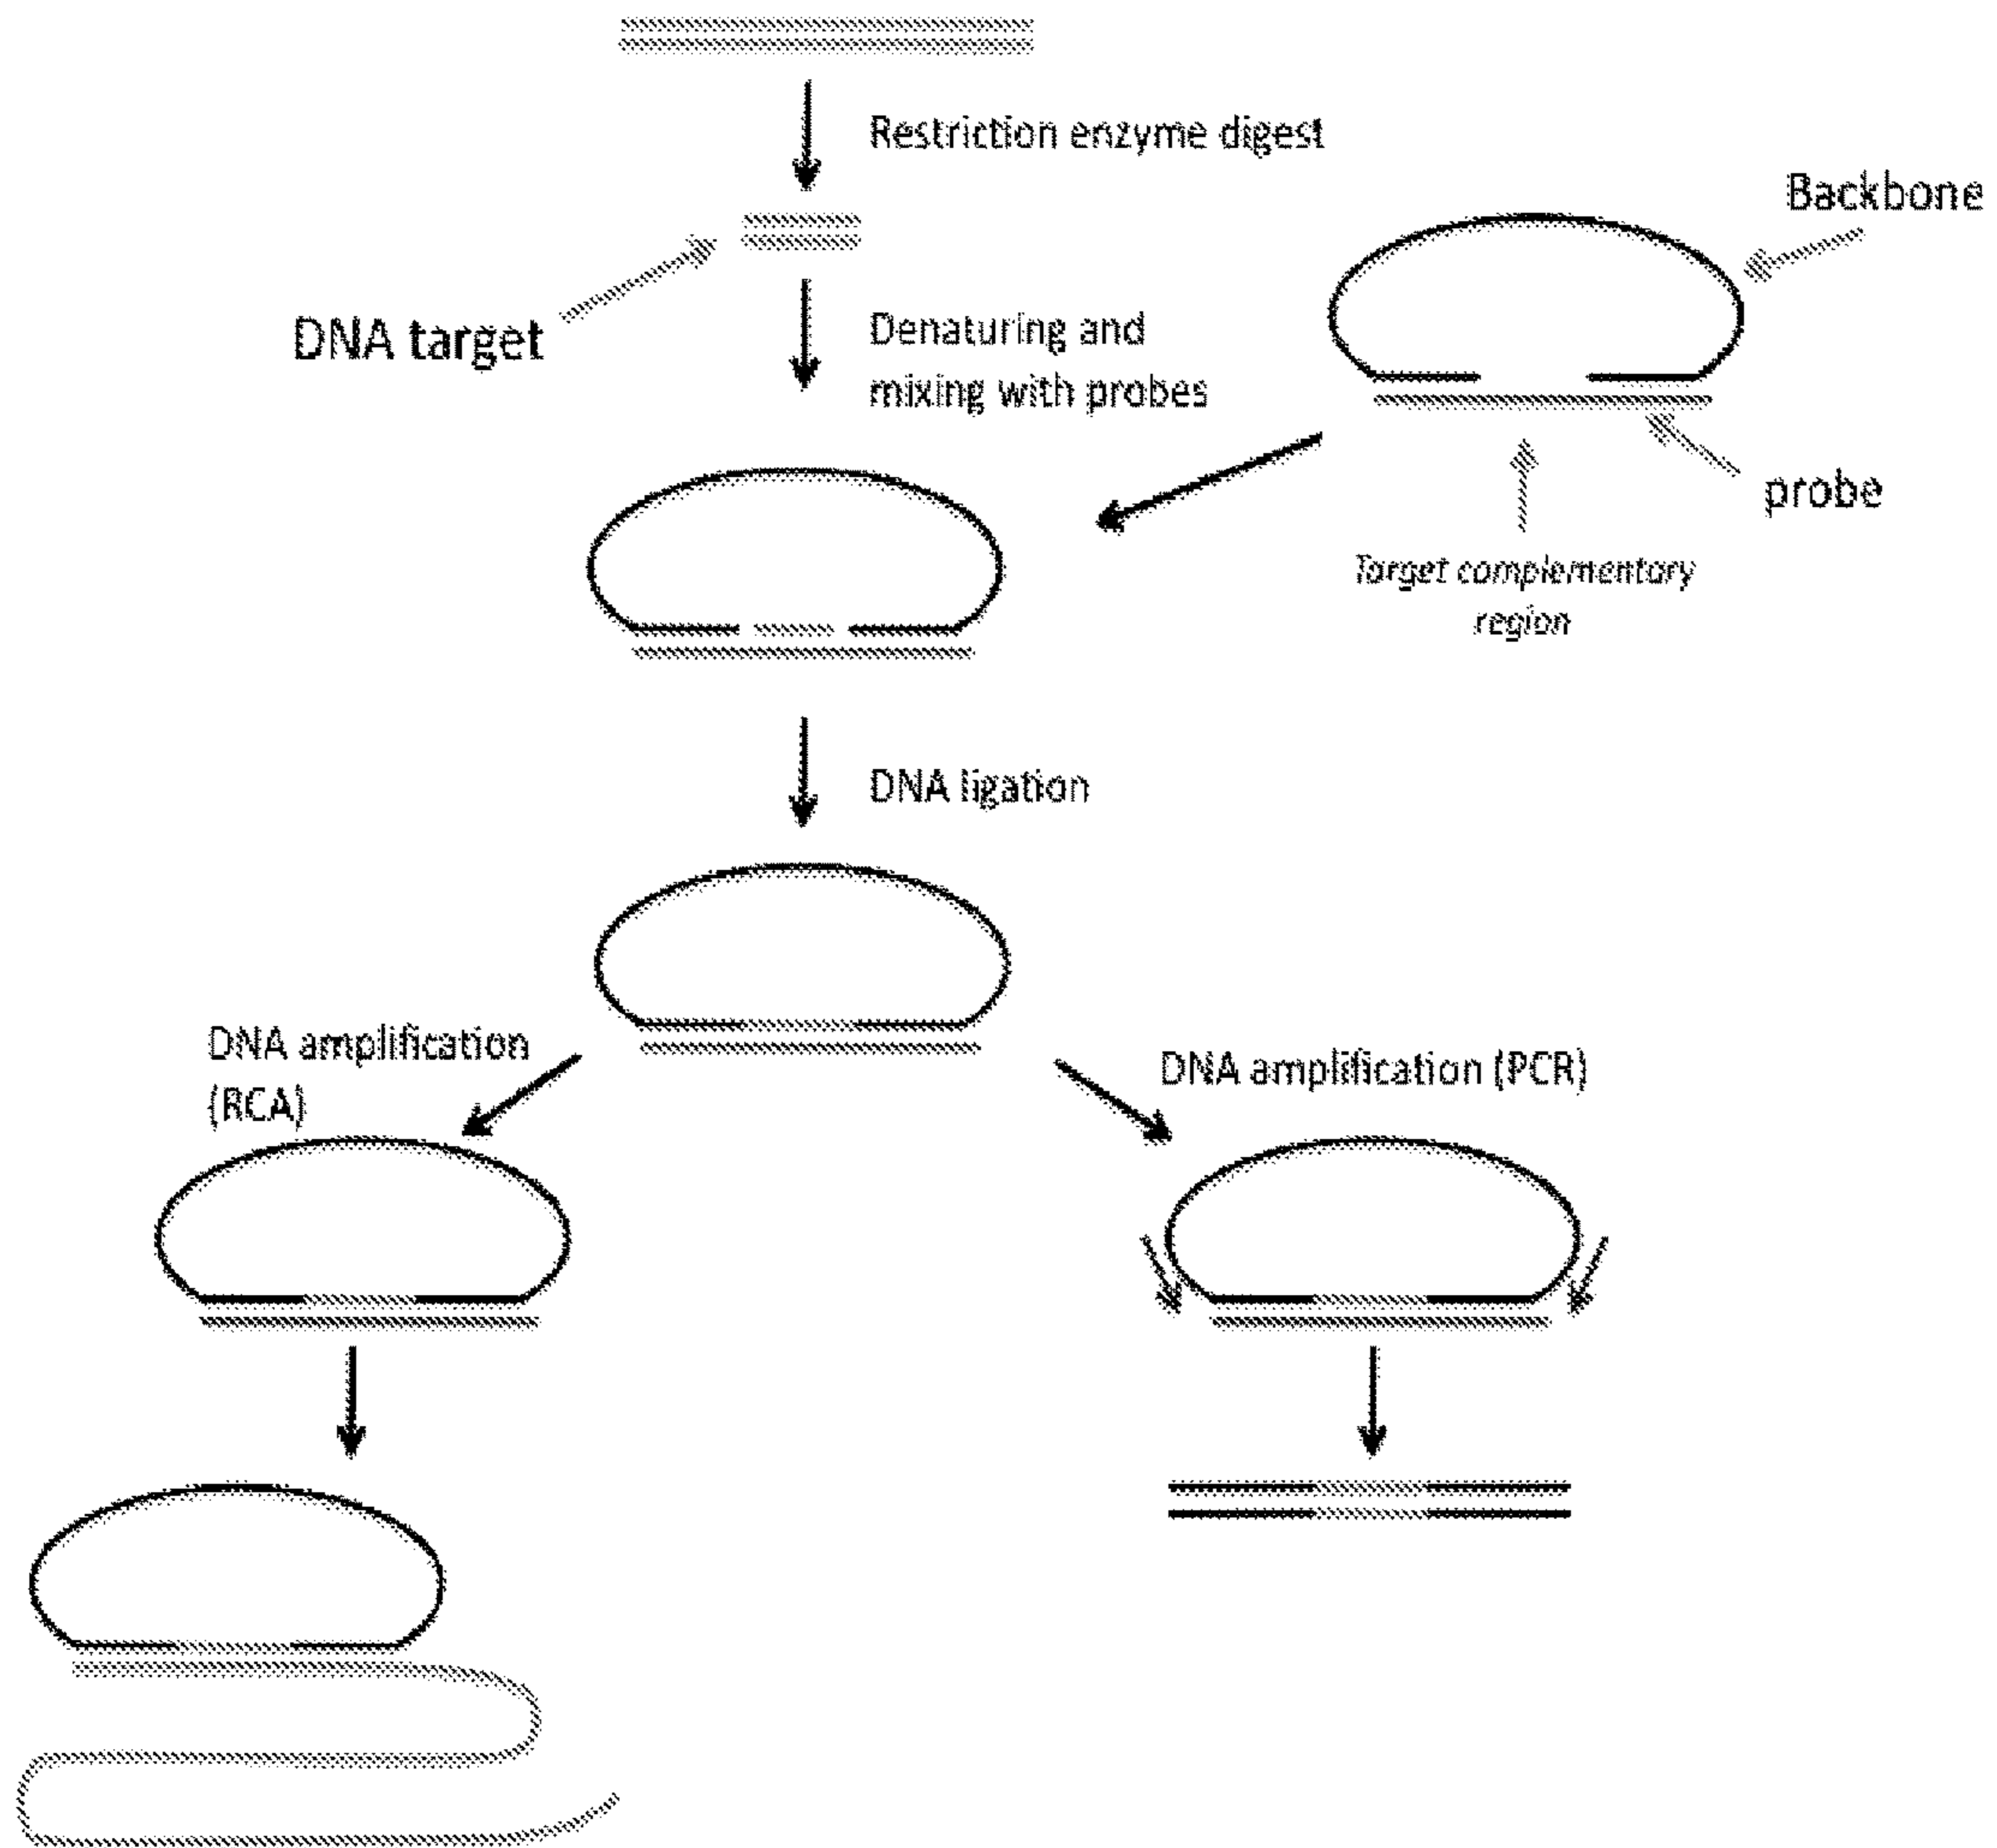 Restriction enzyme digest
Backbone
DNA target
Denaturing and
mixing with probes
probe
Target complementary
region
DNA ligation
DNA amplification
(RCA)
DNA amplification (PCR)